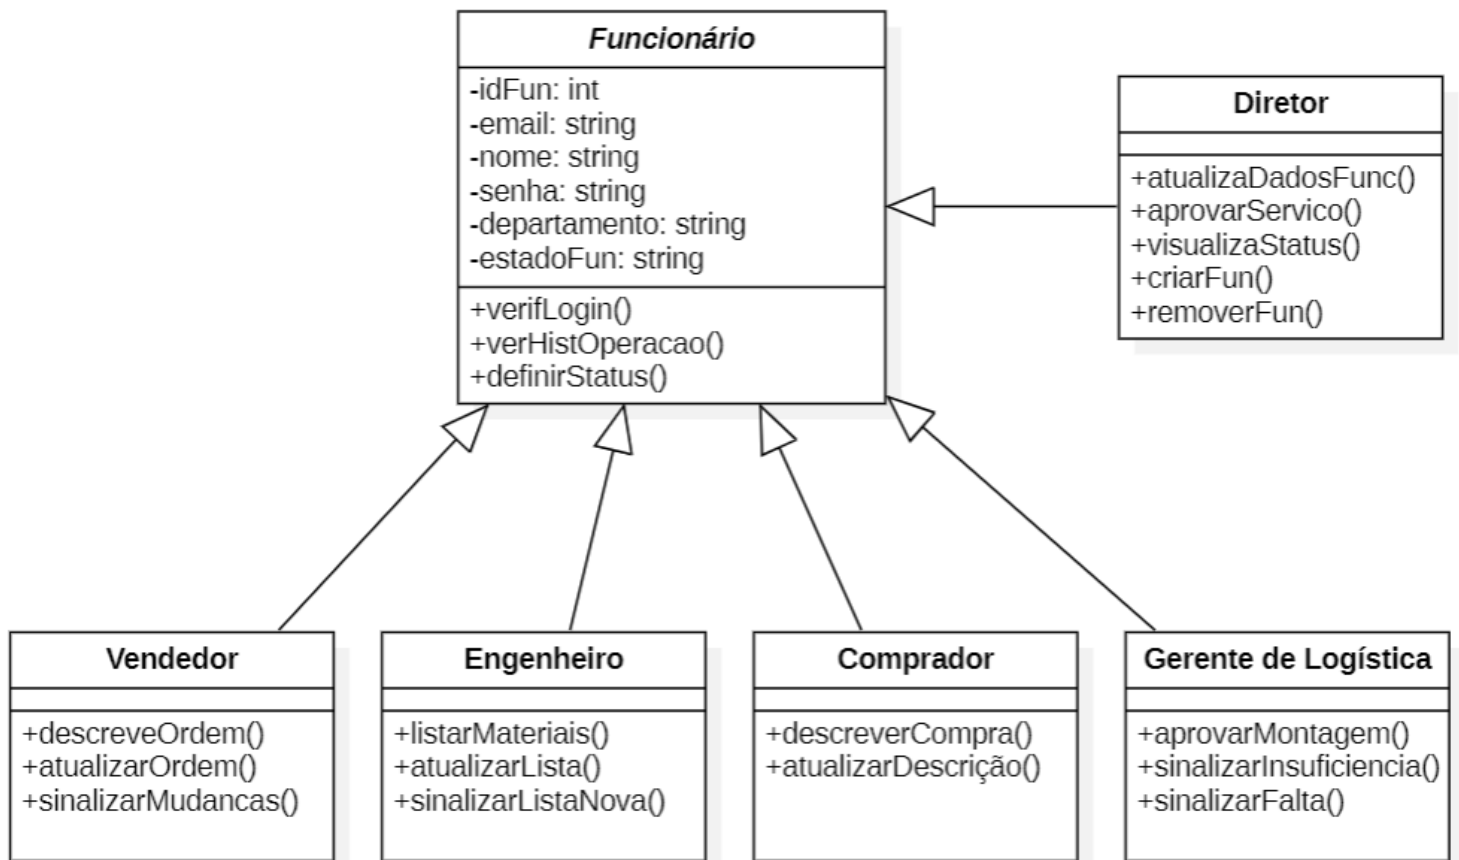 Funcionário
-idFun: int
-email: string
-nome: string
-senha: string
-departamento: string
-estadoFun: string
+verifLogin()
+verHistOperacao()
+definirStatus()
Diretor
+atualizaDadosFunc()
+aprovarServico()
+visualizaStatus()
+criarFun()
+removerFun()
Vendedor
+descreveOrdem()
+atualizarOrdem()
+sinalizarMudancas()
Engenheiro
+listarMateriais()
+atualizarLista()
+sinalizarListaNova()
Comprador
+descreverCompra()
+atualizarDescrição()
Gerente de Logística
+aprovarMontagem()
+sinalizarInsuficiencia()
+sinalizarFalta()